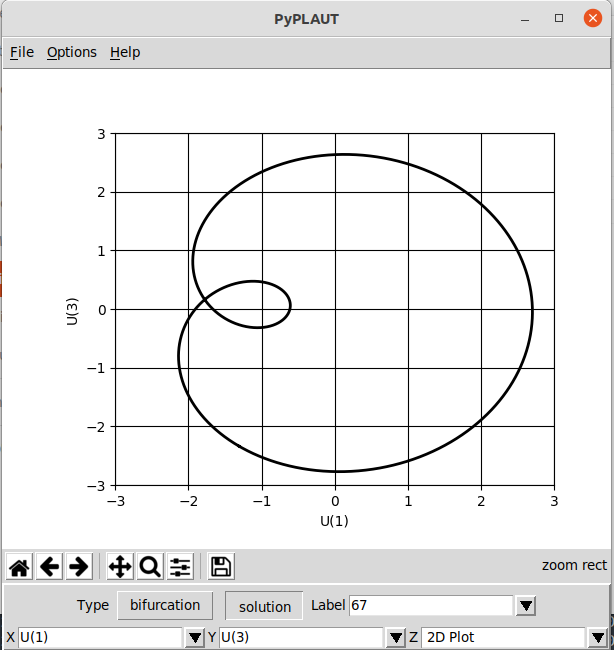 PyPLAUT
File Options Help
3
2
1
0
−1
−2
−3
U(3)
−3 −2 −1 0 1 2 3
U(1)
zoom rect
Type bifurcation solution Label 67
X U(1) Y U(3) Z 2D Plot